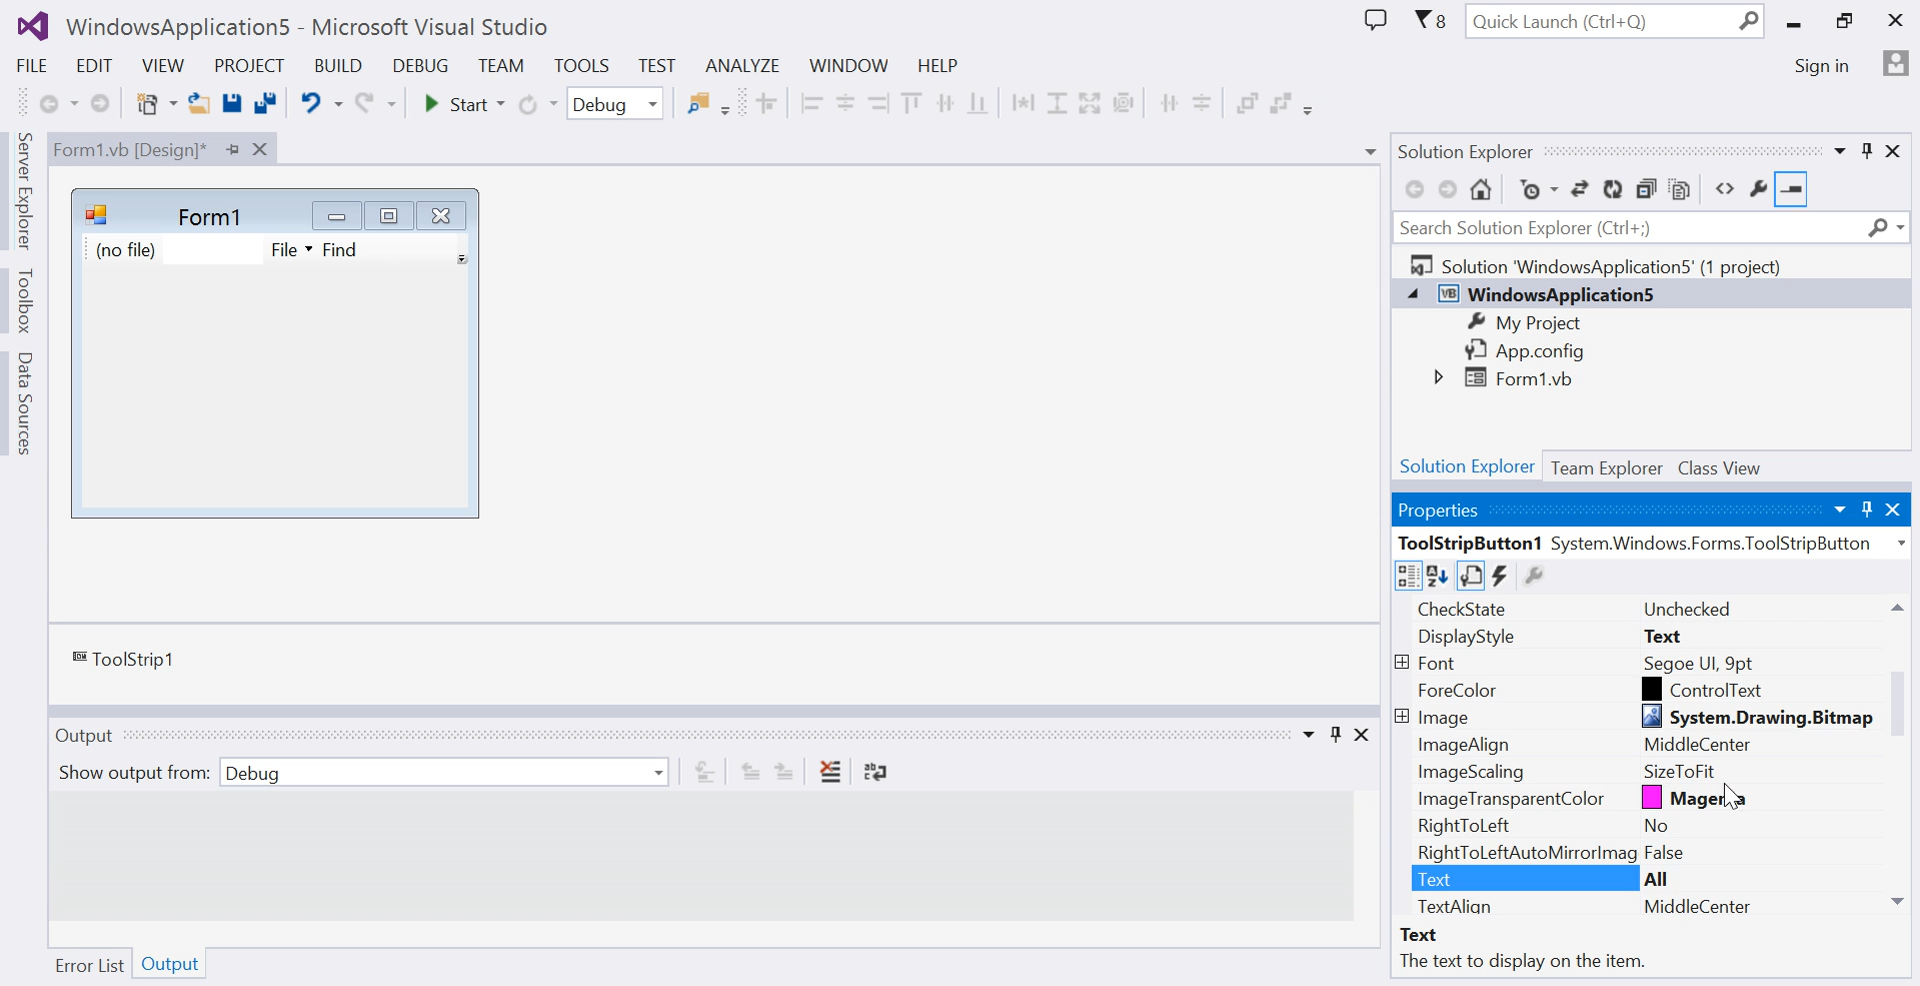 WindowsApplication5 - Microsoft Visual Studio
8
Quick Launch (Ctrl+Q)
FILE EDIT VIEW PROJECT BUILD DEBUG TEAM TOOLS TEST ANALYZE WINDOW HELP
Sign in
Start
Debug
Server Explorer
Toolbox
Data Sources
Form1.vb [Design]*
Form1
(no file) File Find
ToolStrip1
Output
Show output from: Debug
Error List Output
Solution Explorer
Search Solution Explorer (Ctrl+;)
Solution 'WindowsApplication5' (1 project)
VB WindowsApplication5
My Project
App.config
Form1.vb
Solution Explorer Team Explorer Class View
Properties
ToolStripButton1 System.Windows.Forms.ToolStripButton
CheckState Unchecked
DisplayStyle Text
Font Segoe UI, 9pt
ForeColor ControlText
Image System.Drawing.Bitmap
ImageAlign MiddleCenter
ImageScaling SizeToFit
ImageTransparentColor Magenta
RightToLeft No
RightToLeftAutoMirrorImag False
Text All
TextAlign MiddleCenter
Text
The text to display on the item.